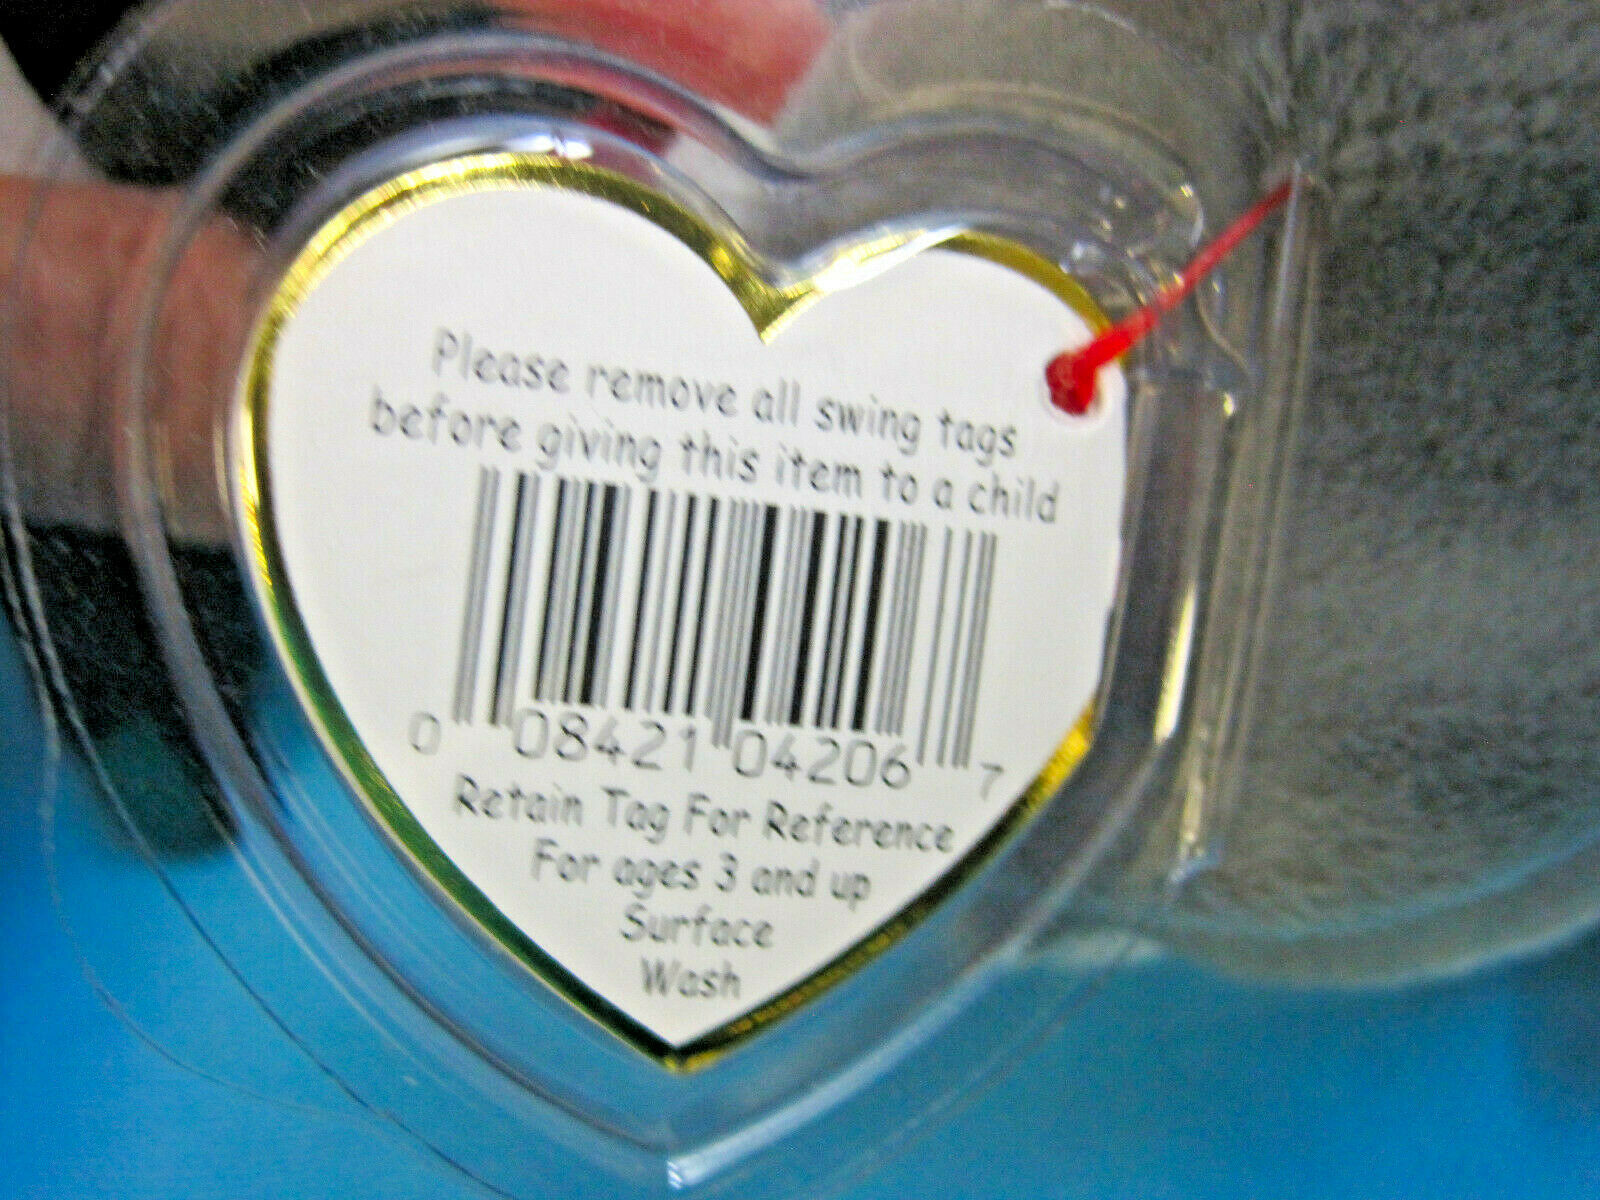 Please remove all swing tags
before giving this item to a child
0 08421 04206 7
Retain Tag For Reference
For ages 3 and up
Surface
Wash